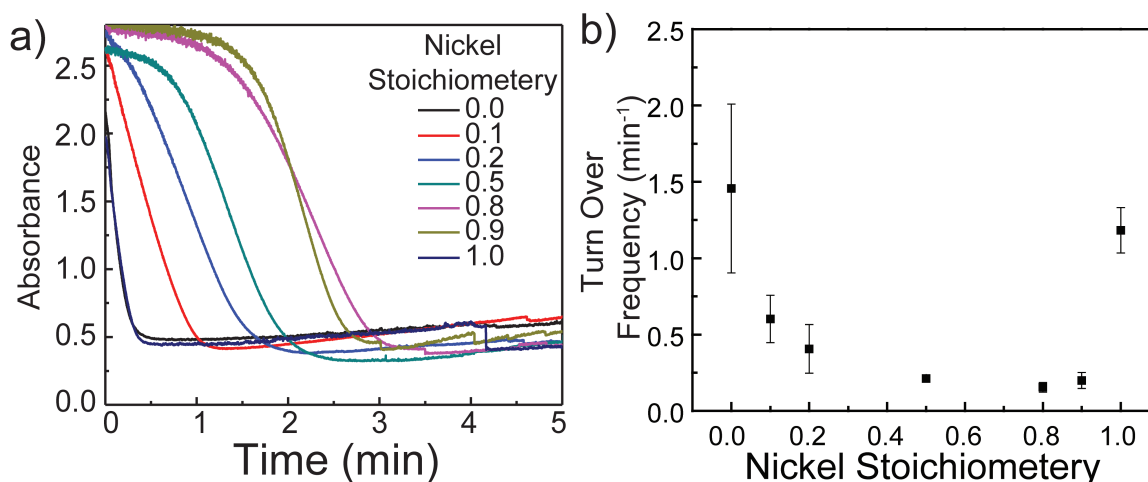 a)
Nickel
Stoichiometery
0.0
0.1
0.2
0.5
0.8
0.9
1.0
Absorbance
2.5
2.0
1.5
1.0
0.5
0.0
0 1 2 3 4 5
Time (min)
b)
Turn Over
Frequency (min⁻¹)
2.5
2.0
1.5
1.0
0.5
0.0
0.0 0.2 0.4 0.6 0.8 1.0
Nickel Stoichiometery